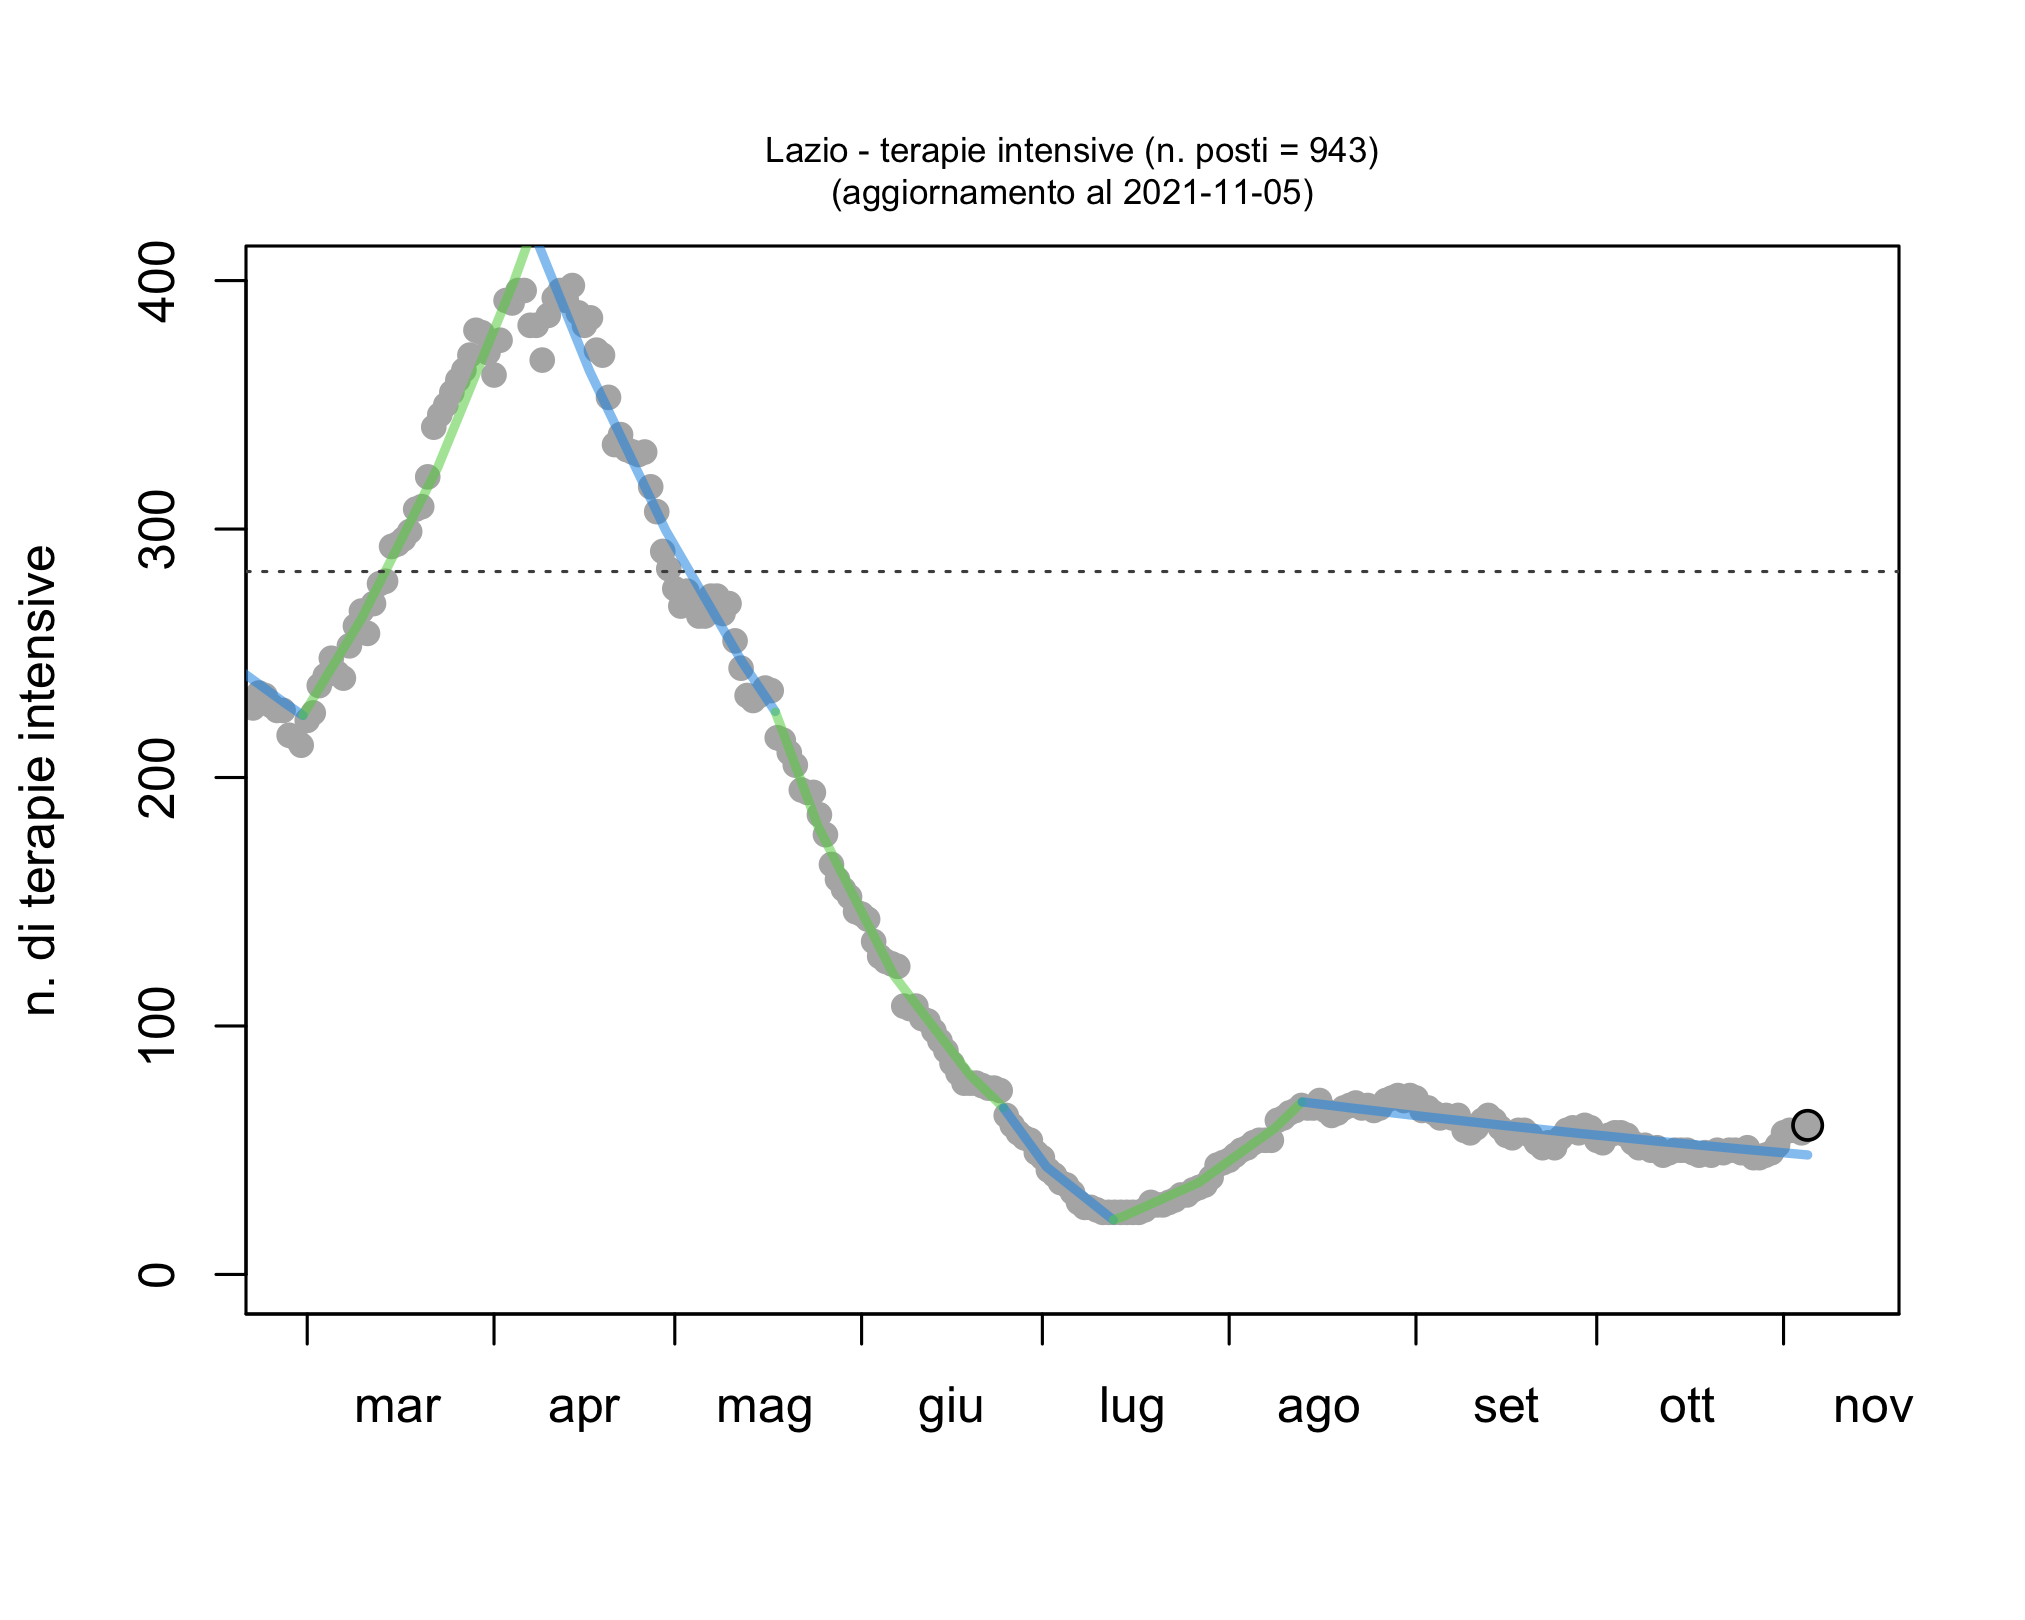 Lazio - terapie intensive (n. posti = 943)
(aggiornamento al 2021-11-05)
n. di terapie intensive
400
300
200
100
0
mar apr mag giu lug ago set ott nov